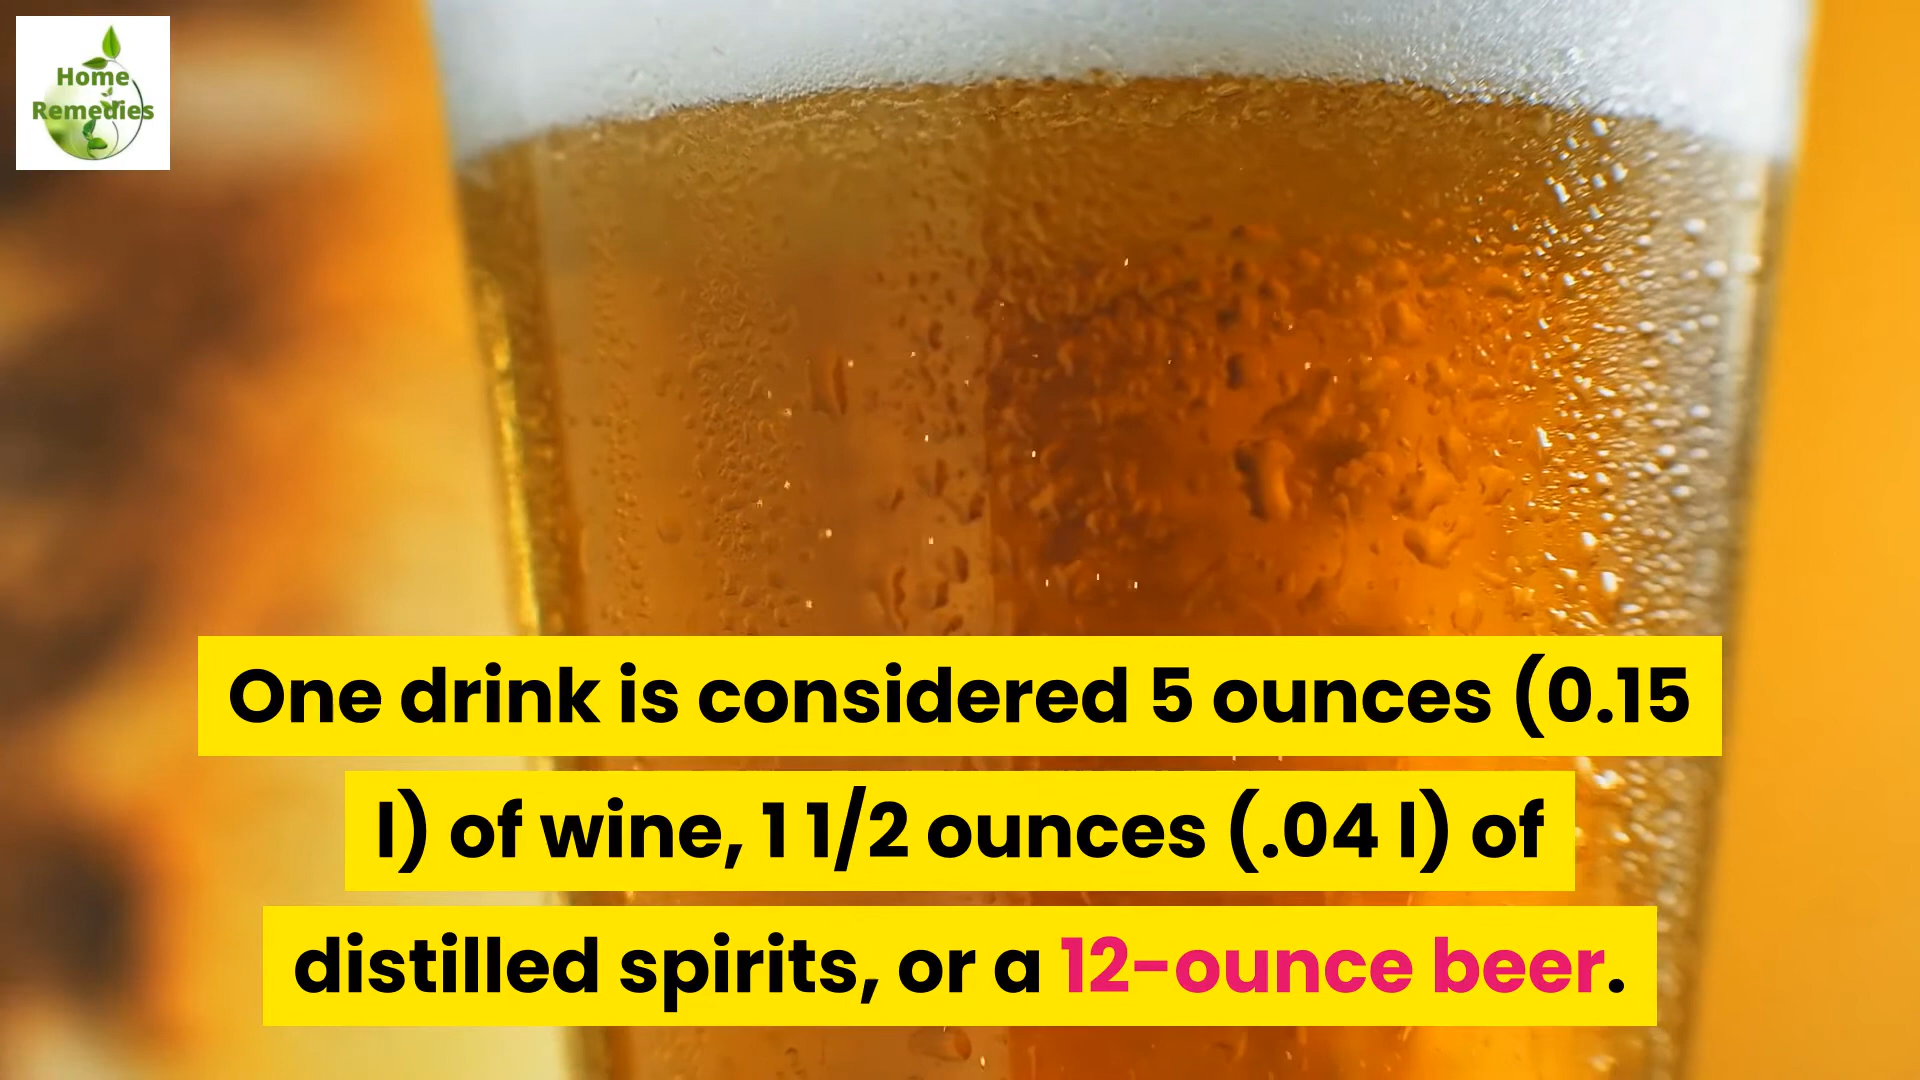 Home
Remedies
One drink is considered 5 ounces (0.15
l) of wine, 1 1/2 ounces (.04 l) of
distilled spirits, or a 12-ounce beer.